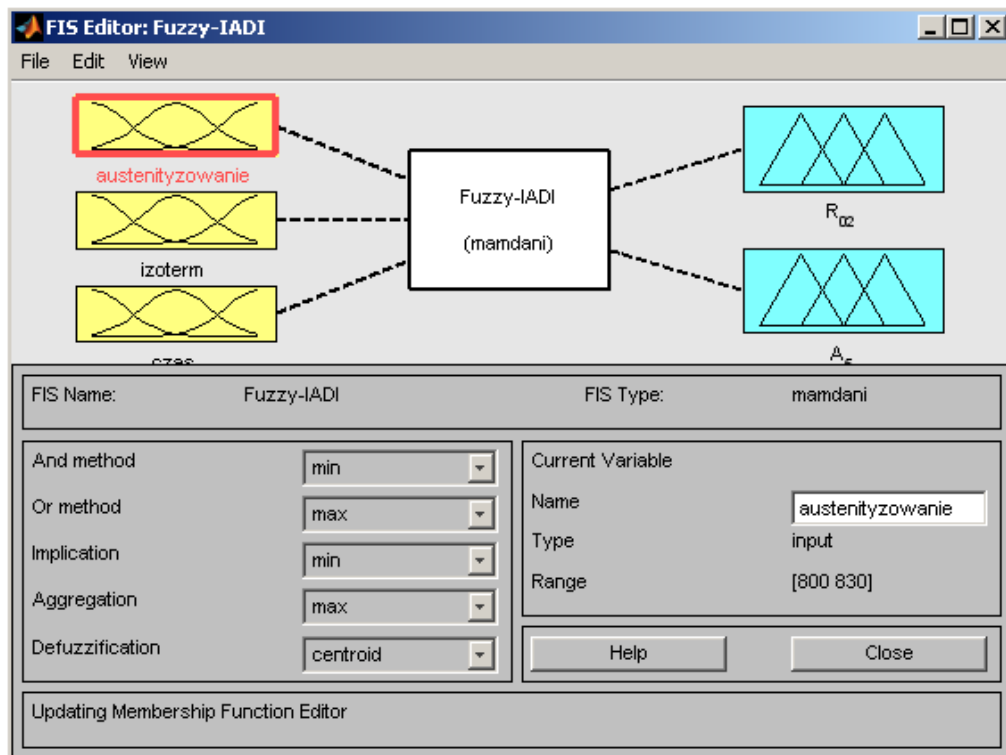 FIS Editor: Fuzzy-IADI
File Edit View
austenityzowanie
izoterm
czas
Fuzzy-IADI
(mamdani)
R02
A5
FIS Name: Fuzzy-IADI FIS Type: mamdani
And method min
Or method max
Implication min
Aggregation max
Defuzzification centroid
Current Variable
Name austenityzowanie
Type input
Range [800 830]
Help Close
Updating Membership Function Editor